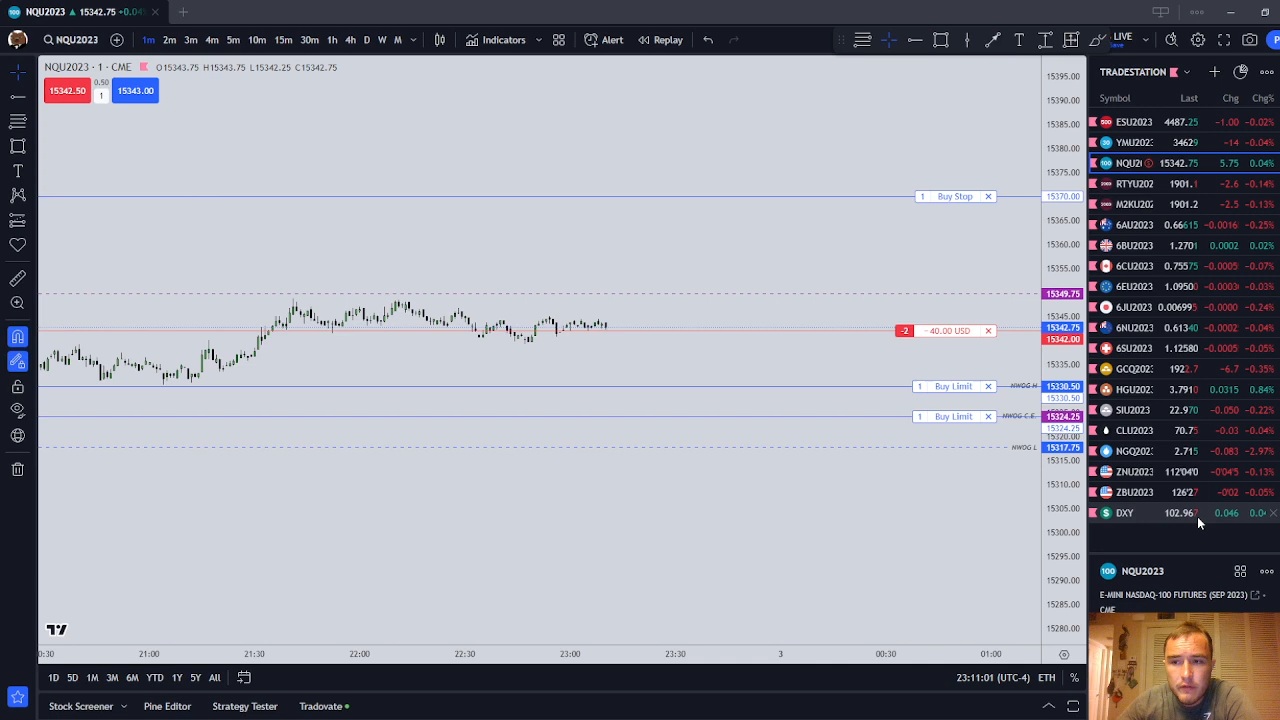 NQU2023 ▲ 15342.75 +0.04
NQU2023
1m 2m 3m 4m 5m 10m 15m 30m 1h 4h D W M
Indicators
Alert
Replay
LIVE
Save
NQU2023 · 1 · CME
O15343.75 H15343.75 L15342.25 C15342.75
15342.50
0.50
1
15343.00
TRADESTATION
Symbol Last Chg Chg%
ESU2023 4487.25 −1.00 −0.02%
YMU2023 34629 −14 −0.04%
NQU20 15342.75 5.75 0.04%
RTYU202 1901.1 −2.6 −0.14%
M2KU202 1901.2 −2.5 −0.13%
6AU2023 0.66615 −0.0016 −0.25%
6BU2023 1.2701 0.0002 0.02%
6CU2023 0.75575 −0.0005 −0.07%
6EU2023 1.09500 −0.0003 −0.03%
6JU2023 0.006995 −0.0000 −0.24%
6NU2023 0.61340 −0.0002 −0.04%
6SU2023 1.12580 −0.0005 −0.05%
GCQ2023 1922.7 −6.7 −0.35%
HGU2023 3.7910 0.0315 0.84%
SIU2023 22.970 −0.050 −0.22%
CLU2023 70.75 −0.03 −0.04%
NGQ2023 2.715 −0.083 −2.97%
ZNU2023 112'04'0 −0'04'5 −0.13%
ZBU2023 126'27 −0'02 −0.05%
DXY 102.967 0.046 0.04
NQU2023
E-MINI NASDAQ-100 FUTURES (SEP 2023)
CME
15395.00
15390.00
15385.00
15380.00
15375.00
1 Buy Stop 15370.00
15365.00
15360.00
15355.00
15349.75
15345.00
15342.75
-2 −40.00 USD
15342.00
15335.00
1 Buy Limit NWOG H 15330.50
15330.50
1 Buy Limit NWOG C.E. 15324.25
15324.25
15320.00
NWOG L 15317.75
15315.00
15310.00
15305.00
15300.00
15295.00
15290.00
15285.00
15280.00
0:30 21:00 21:30 22:00 22:30 23:00 23:30 3 00:30 01:00
1D 5D 1M 3M 6M YTD 1Y 5Y All
23:11:01 (UTC-4) ETH %
Stock Screener Pine Editor Strategy Tester Tradovate